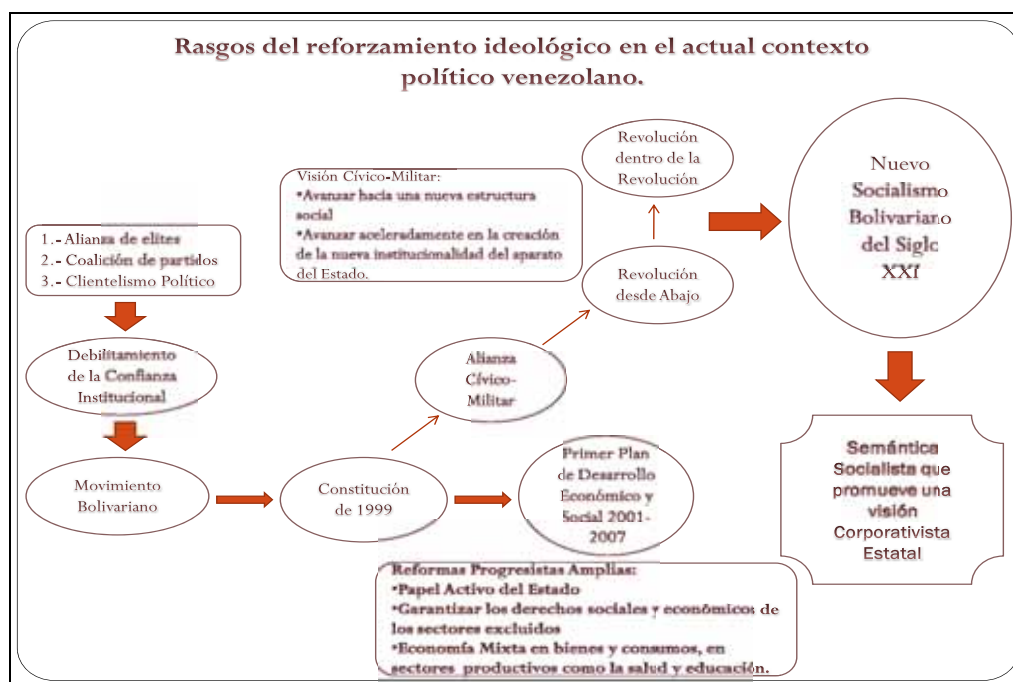 Rasgos del reforzamiento ideológico en el actual contexto
político venezolano.
1.- Alianza de elites
2.- Coalición de partidos
3.- Clientelismo Político
Debilitamiento
de la Confianza
Institucional
Movimiento
Bolivariano
Constitución
de 1999
Primer Plan
de Desarrollo
Económico y
Social 2001-
2007
Reformas Progresistas Amplias:
•Papel Activo del Estado
•Garantizar los derechos sociales y económicos de
los sectores excluidos
•Economía Mixta en bienes y consumos, en
sectores productivos como la salud y educación.
Alianza
Cívico-
Militar
Visión Cívico-Militar:
•Avanzar hacia una nueva estructura
social
•Avanzar aceleradamente en la creación
de la nueva institucionalidad del aparato
del Estado.
Revolución
desde Abajo
Revolución
dentro de la
Revolución
Nuevo
Socialismo
Bolivariano
del Siglo
XXI
Semántica
Socialista que
promueve una
visión
Corporativista
Estatal